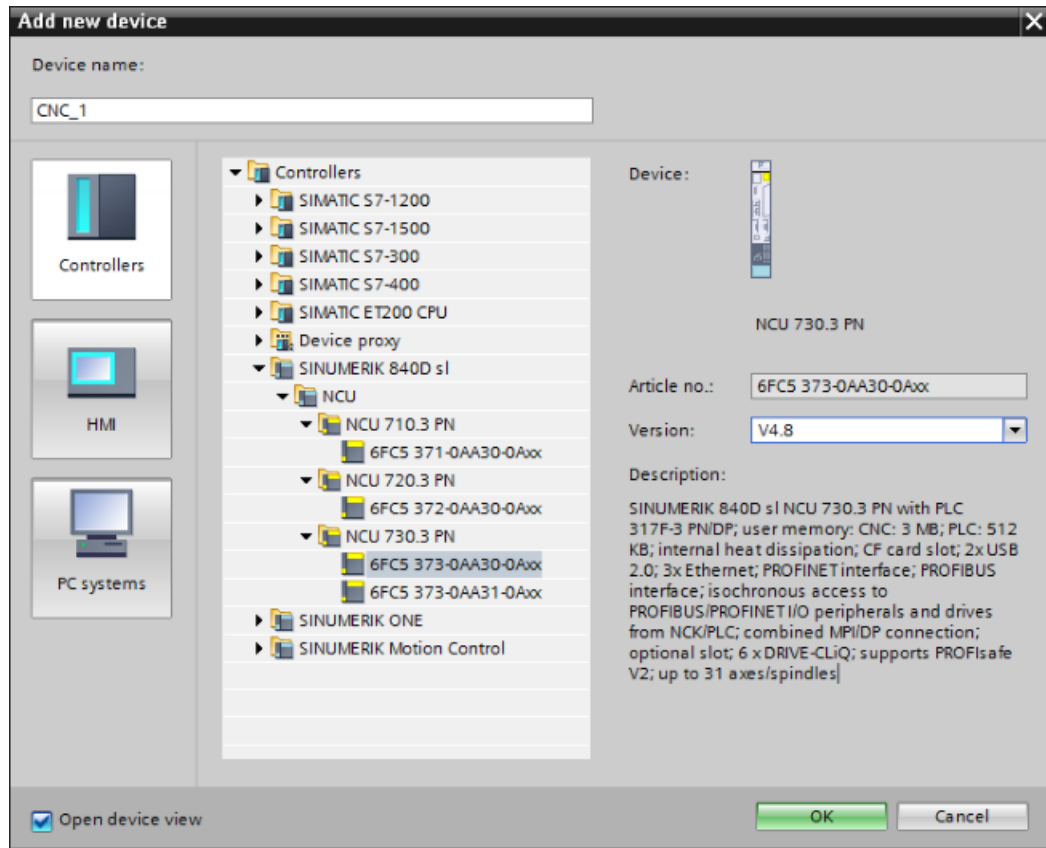 Add new device
Device name:
CNC_1
Controllers
HMI
PC systems
Controllers
SIMATIC S7-1200
SIMATIC S7-1500
SIMATIC S7-300
SIMATIC S7-400
SIMATIC ET200 CPU
Device proxy
SINUMERIK 840D sl
NCU
NCU 710.3 PN
6FC5 371-0AA30-0Axx
NCU 720.3 PN
6FC5 372-0AA30-0Axx
NCU 730.3 PN
6FC5 373-0AA30-0Axx
6FC5 373-0AA31-0Axx
SINUMERIK ONE
SINUMERIK Motion Control
Device:
NCU 730.3 PN
Article no.: 6FC5 373-0AA30-0Axx
Version: V4.8
Description:
SINUMERIK 840D sl NCU 730.3 PN with PLC
317F-3 PN/DP; user memory: CNC: 3 MB; PLC: 512
KB; internal heat dissipation; CF card slot; 2x USB
2.0; 3x Ethernet; PROFINET interface; PROFIBUS
interface; isochronous access to
PROFIBUS/PROFINET I/O peripherals and drives
from NCK/PLC; combined MPI/DP connection;
optional slot; 6 x DRIVE-CLiQ; supports PROFIsafe
V2; up to 31 axes/spindles
Open device view
OK
Cancel